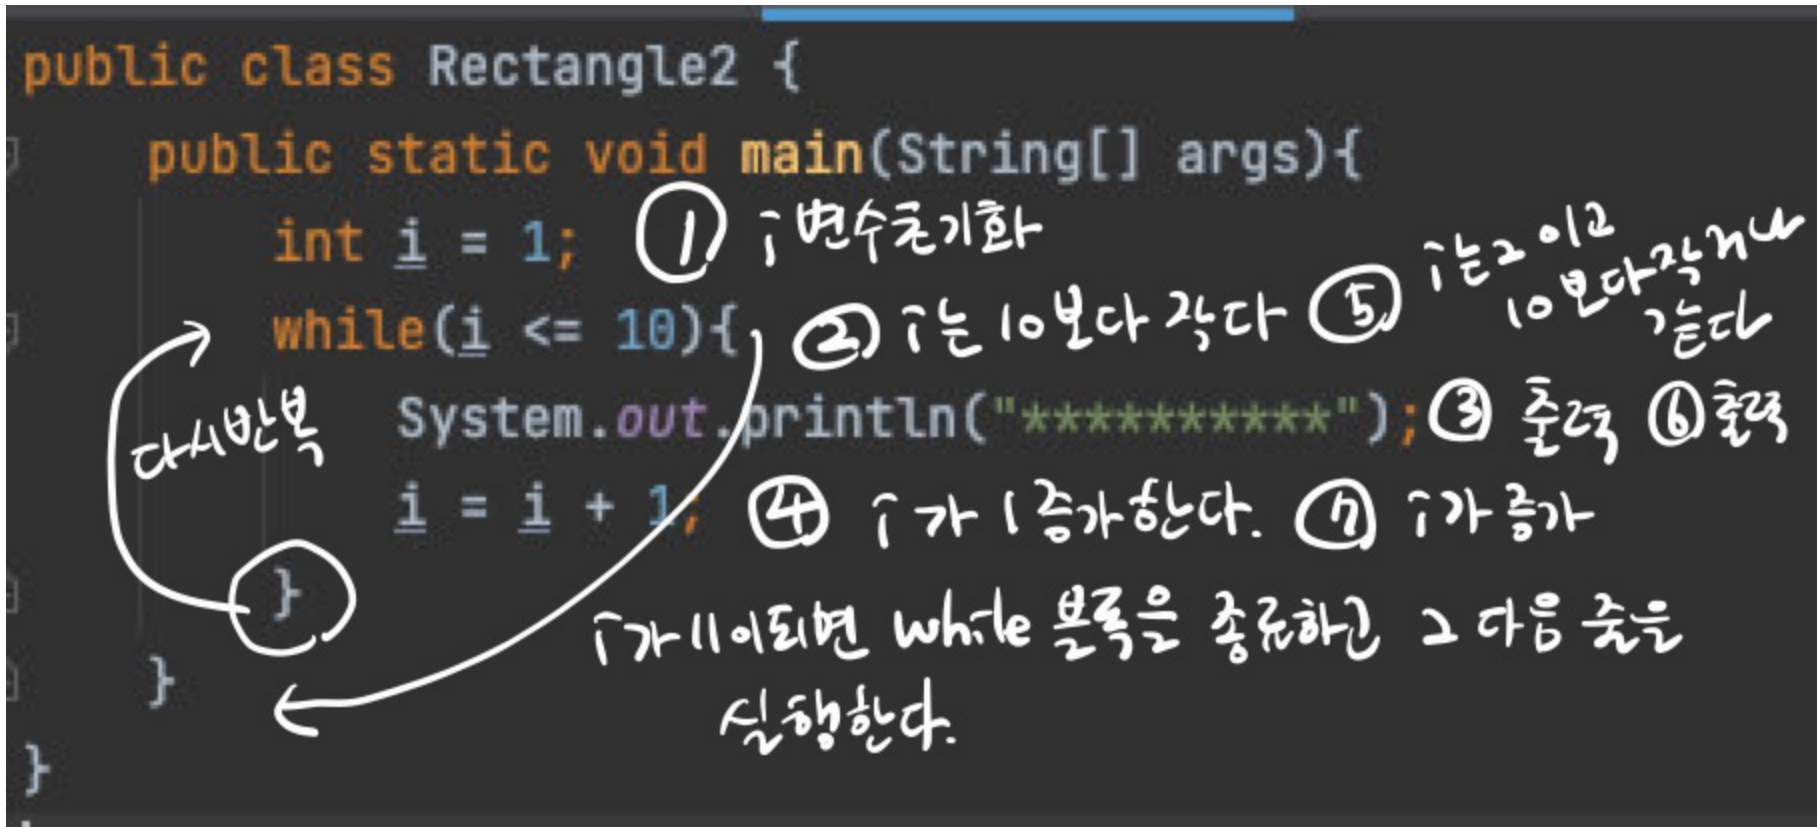 public class Rectangle2 {
public static void main(String[] args){
int i = 1; ① i 변수초기화
while(i <= 10){ ② i는 10보다 작다 ⑤ i는2 이고
10보다작거나
같다
다시반복
System.out.println("**********"); ③ 출력 ⑥ 출력
i = i + 1; ④ i가 1증가한다. ⑦ i가 증가
}
i가 11이되면 while 블록을 종료하고 그 다음 줄을
실행한다.
}
}